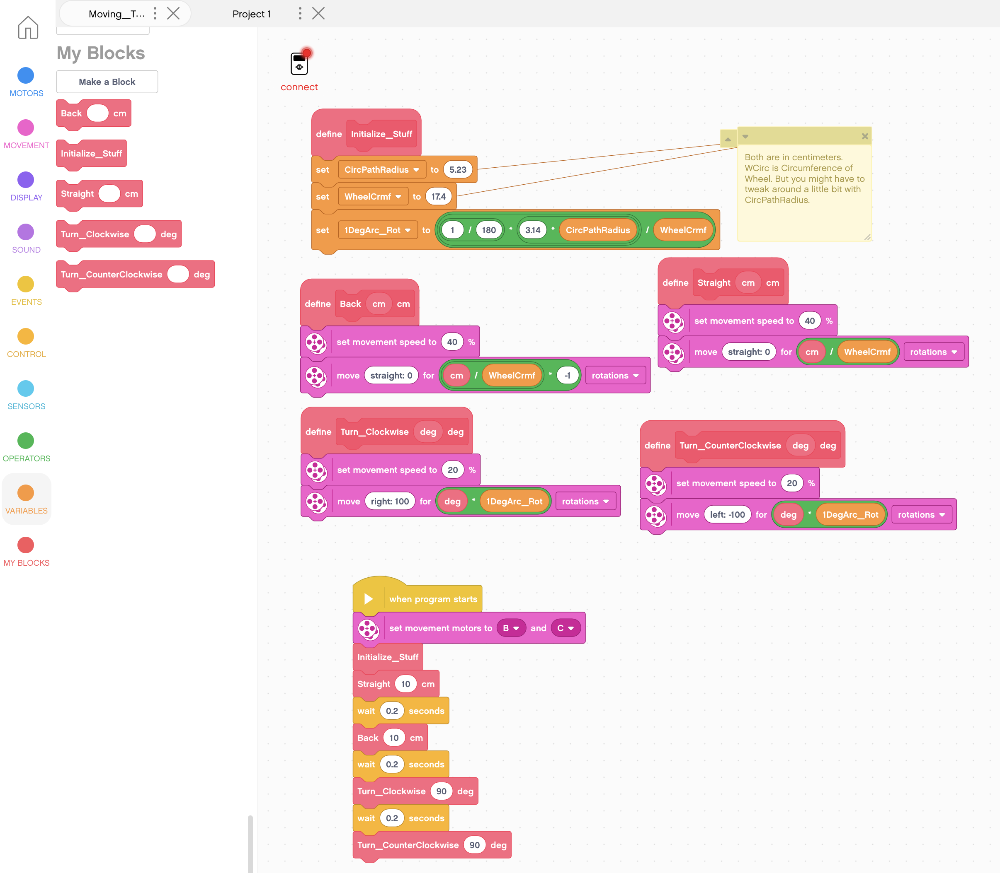 Moving_T...
Project 1
MOTORS
MOVEMENT
DISPLAY
SOUND
EVENTS
CONTROL
SENSORS
OPERATORS
VARIABLES
MY BLOCKS
My Blocks
Make a Block
Back cm
Initialize_Stuff
Straight cm
Turn_Clockwise deg
Turn_CounterClockwise deg
connect
define Initialize_Stuff
set CircPathRadius to 5.23
set WheelCrmf to 17.4
set 1DegArc_Rot to 1 / 180 * 3.14 * CircPathRadius / WheelCrmf
Both are in centimeters.
WCirc is Circumference of
Wheel. But you might have to
tweak around a little bit with
CircPathRadius.
define Back cm cm
set movement speed to 40 %
move straight: 0 for cm / WheelCrmf * -1 rotations
define Straight cm cm
set movement speed to 40 %
move straight: 0 for cm / WheelCrmf rotations
define Turn_Clockwise deg deg
set movement speed to 20 %
move right: 100 for deg * 1DegArc_Rot rotations
define Turn_CounterClockwise deg deg
set movement speed to 20 %
move left: -100 for deg * 1DegArc_Rot rotations
when program starts
set movement motors to B and C
Initialize_Stuff
Straight 10 cm
wait 0.2 seconds
Back 10 cm
wait 0.2 seconds
Turn_Clockwise 90 deg
wait 0.2 seconds
Turn_CounterClockwise 90 deg